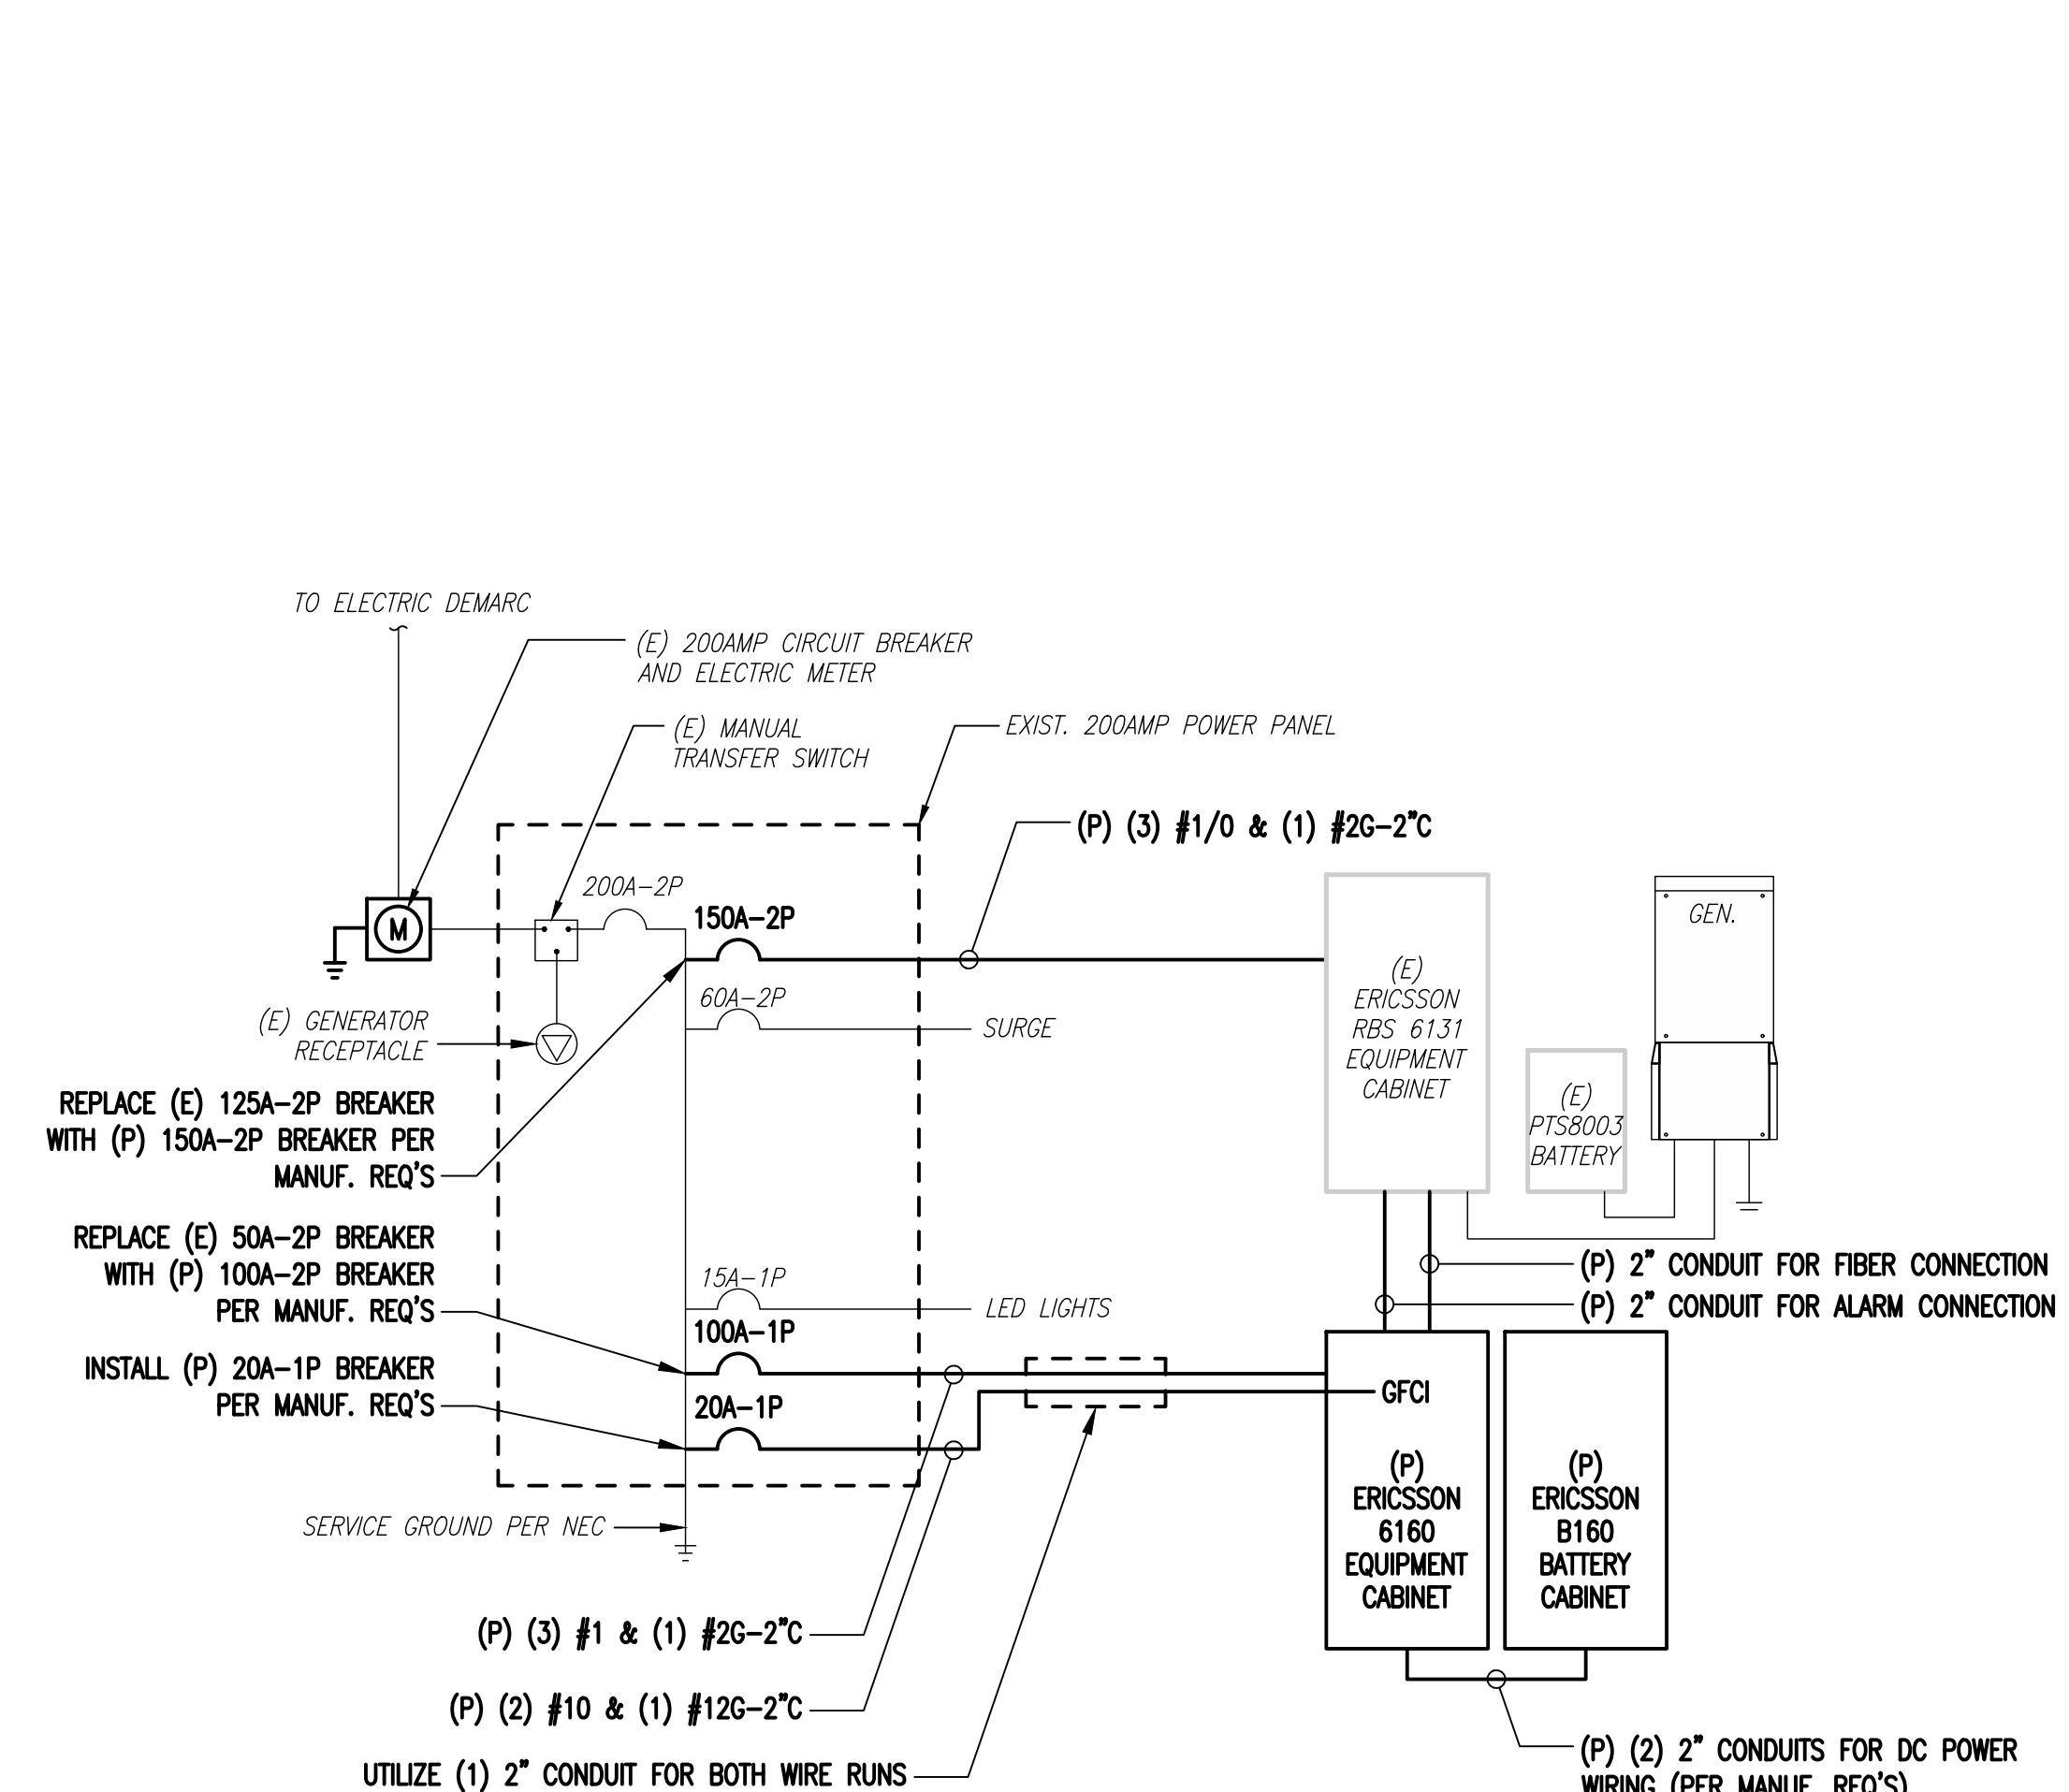 TO ELECTRIC DEMARC
(E) 200AMP CIRCUIT BREAKER
AND ELECTRIC METER
(E) MANUAL
TRANSFER SWITCH
EXIST. 200AMP POWER PANEL
(P) (3) #1/0 & (1) #2G-2"C
200A-2P
150A-2P
M
60A-2P
SURGE
(E) GENERATOR
RECEPTACLE
(E)
ERICSSON
RBS 6131
EQUIPMENT
CABINET
GEN.
(E)
PTS8003
BATTERY
REPLACE (E) 125A-2P BREAKER
WITH (P) 150A-2P BREAKER PER
MANUF. REQ'S
REPLACE (E) 50A-2P BREAKER
WITH (P) 100A-2P BREAKER
PER MANUF. REQ'S
15A-1P
LED LIGHTS
(P) 2" CONDUIT FOR FIBER CONNECTION
(P) 2" CONDUIT FOR ALARM CONNECTION
100A-1P
INSTALL (P) 20A-1P BREAKER
PER MANUF. REQ'S
20A-1P
GFCI
(P)
ERICSSON
6160
EQUIPMENT
CABINET
(P)
ERICSSON
B160
BATTERY
CABINET
SERVICE GROUND PER NEC
(P) (3) #1 & (1) #2G-2"C
(P) (2) #10 & (1) #12G-2"C
UTILIZE (1) 2" CONDUIT FOR BOTH WIRE RUNS
(P) (2) 2" CONDUITS FOR DC POWER
WIRING (PER MANUF. REQ'S)